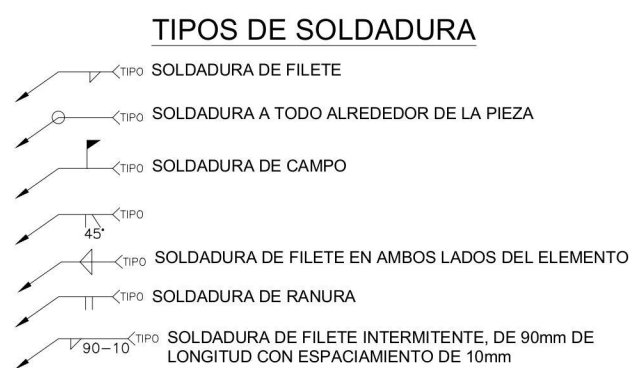 TIPOS DE SOLDADURA
TIPO SOLDADURA DE FILETE
TIPO SOLDADURA A TODO ALREDEDOR DE LA PIEZA
TIPO SOLDADURA DE CAMPO
TIPO
45°
TIPO SOLDADURA DE FILETE EN AMBOS LADOS DEL ELEMENTO
TIPO SOLDADURA DE RANURA
90-10 TIPO SOLDADURA DE FILETE INTERMITENTE, DE 90mm DE
LONGITUD CON ESPACIAMIENTO DE 10mm